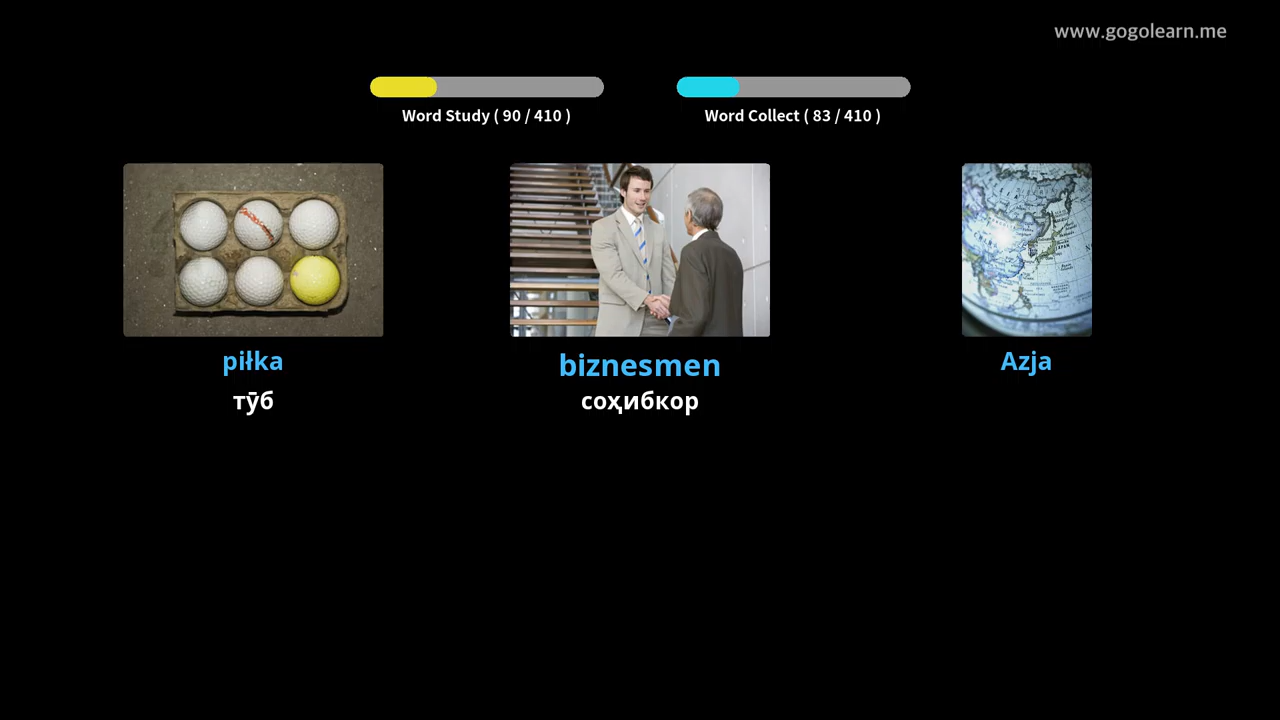 www.gogolearn.me
Word Study ( 90 / 410 )
Word Collect ( 83 / 410 )
piłka
biznesmen
Azja
тӯб
соҳибкор